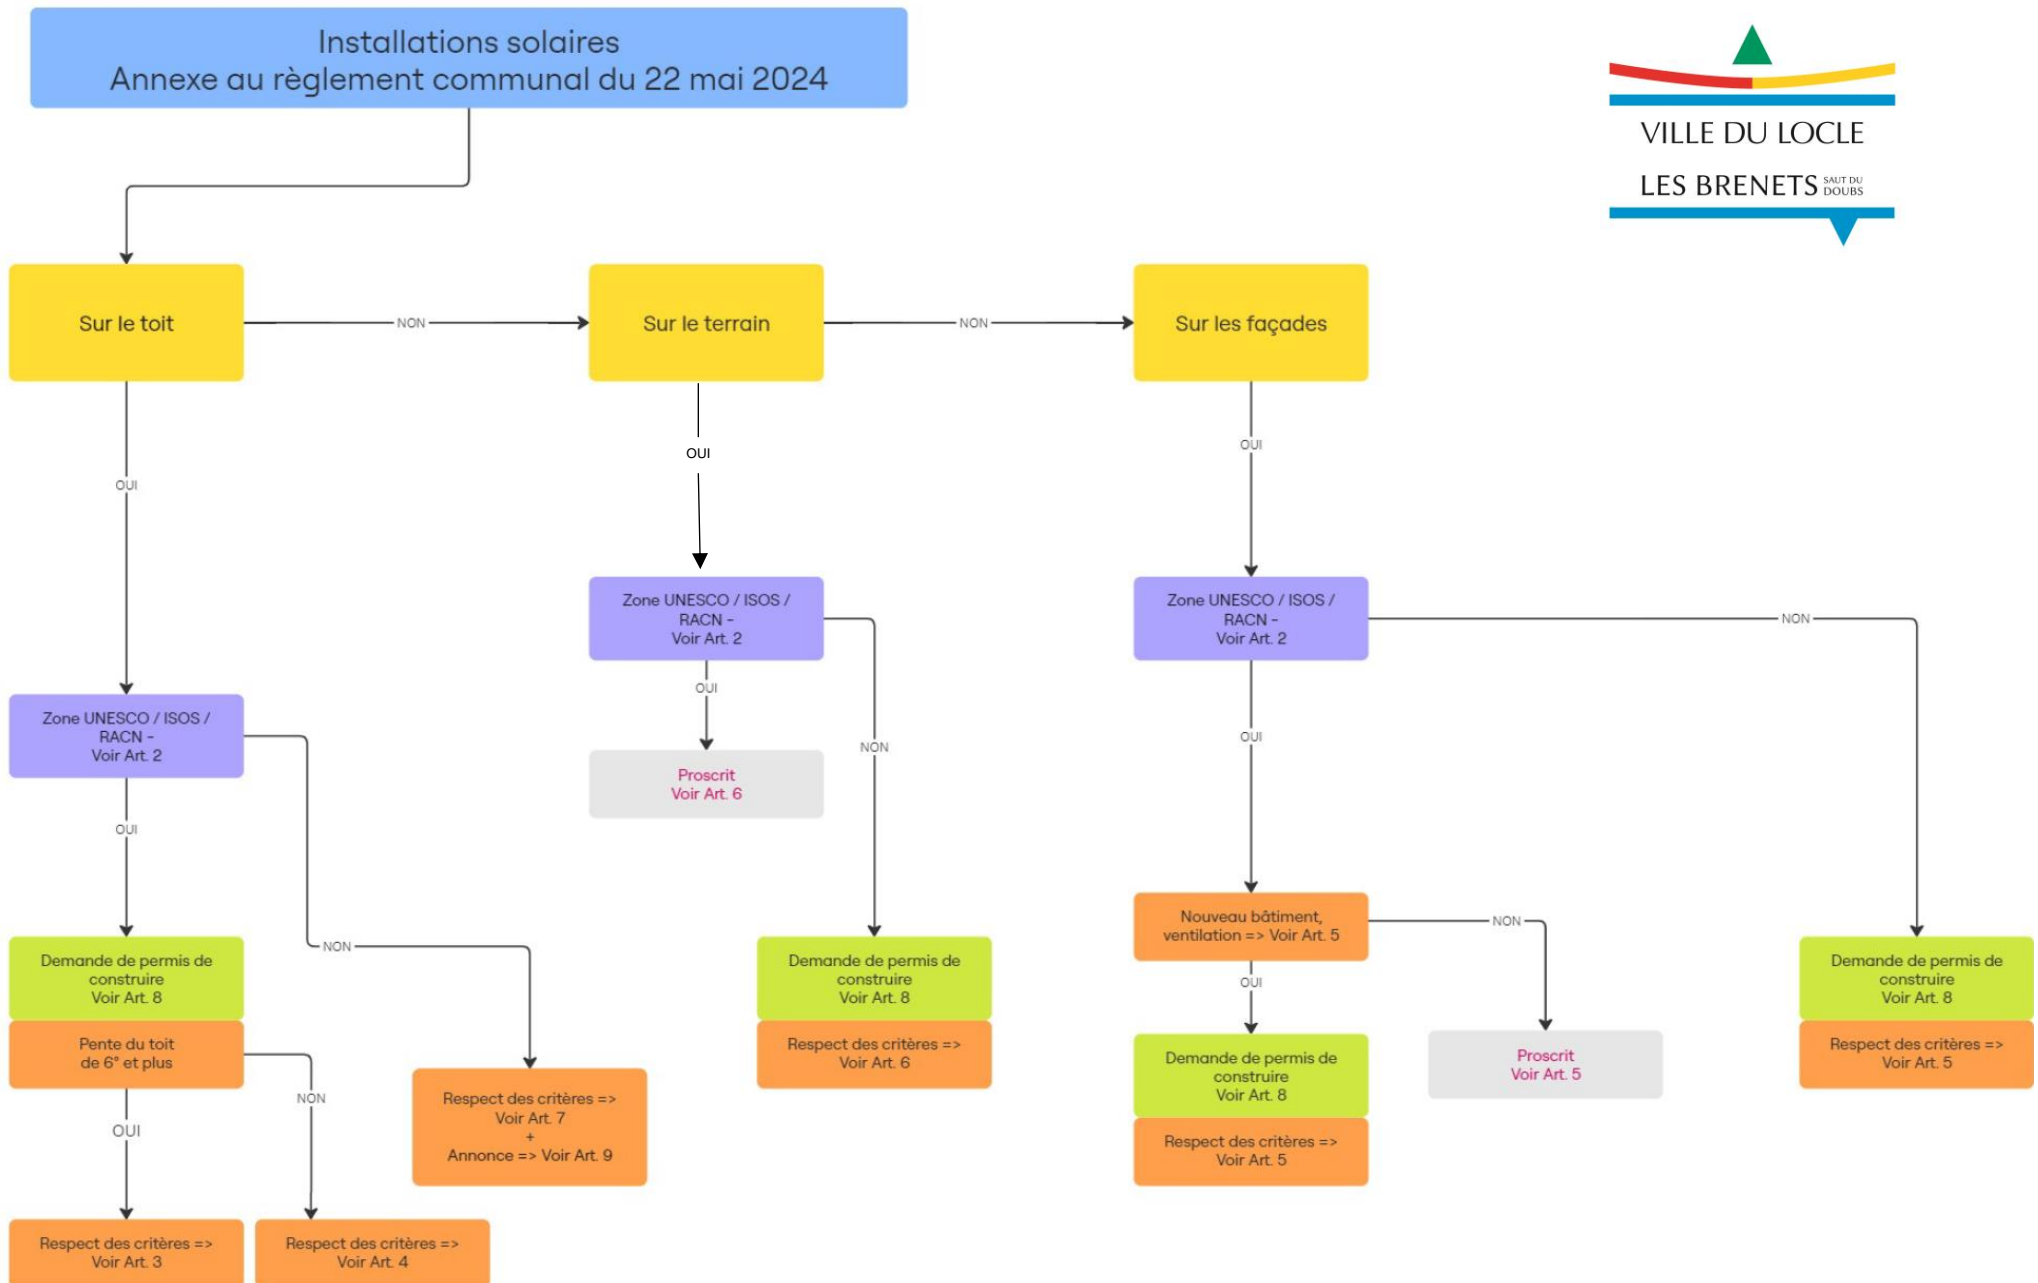 Installations solaires
Annexe au règlement communal du 22 mai 2024
VILLE DU LOCLE
LES BRENETS SAUT DU
DOUBS
Sur le toit
NON
Sur le terrain
NON
Sur les façades
OUI
OUI
OUI
Zone UNESCO / ISOS /
RACN -
Voir Art. 2
Zone UNESCO / ISOS /
RACN -
Voir Art. 2
NON
OUI
Zone UNESCO / ISOS /
RACN -
Voir Art. 2
OUI
NON
Proscrit
Voir Art. 6
OUI
Nouveau bâtiment,
ventilation => Voir Art. 5
NON
NON
Demande de permis de
construire
Voir Art. 8
Pente du toit
de 6° et plus
Demande de permis de
construire
Voir Art. 8
Respect des critères =>
Voir Art. 6
OUI
Demande de permis de
construire
Voir Art. 8
Respect des critères =>
Voir Art. 5
Proscrit
Voir Art. 5
Demande de permis de
construire
Voir Art. 8
Respect des critères =>
Voir Art. 5
NON
OUI
Respect des critères =>
Voir Art. 7
+
Annonce => Voir Art. 9
Respect des critères =>
Voir Art. 3
Respect des critères =>
Voir Art. 4